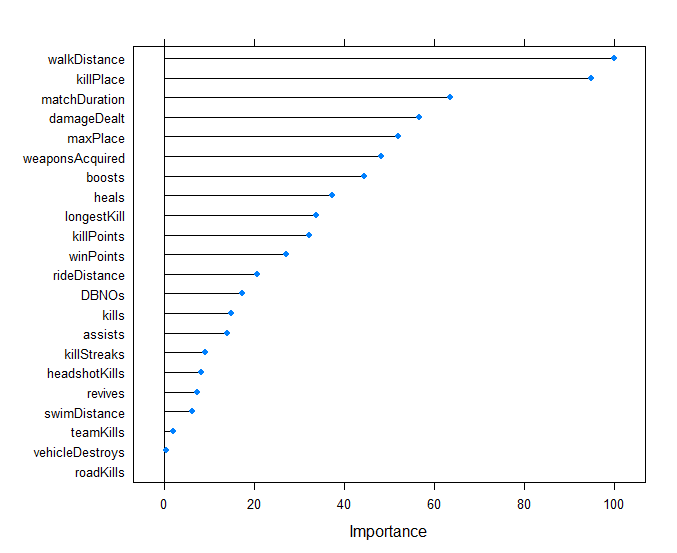 walkDistance
killPlace
matchDuration
damageDealt
maxPlace
weaponsAcquired
boosts
heals
longestKill
killPoints
winPoints
rideDistance
DBNOs
kills
assists
killStreaks
headshotKills
revives
swimDistance
teamKills
vehicleDestroys
roadKills
0 20 40 60 80 100
Importance